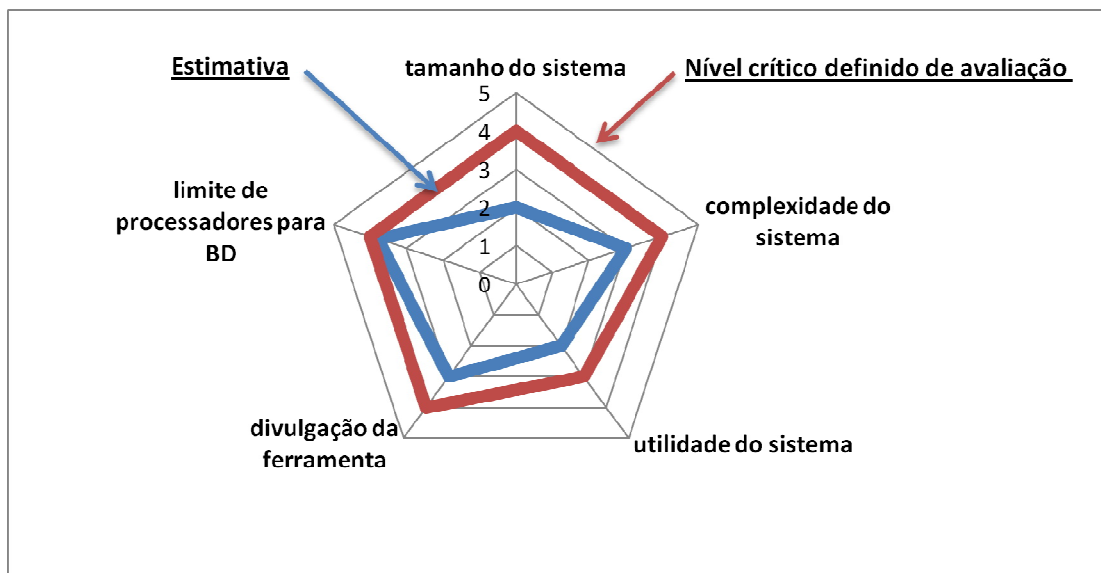 Estimativa
tamanho do sistema
Nível crítico definido de avaliação
5
4
3
2
1
0
limite de
processadores para
BD
complexidade do
sistema
divulgação da
ferramenta
utilidade do sistema